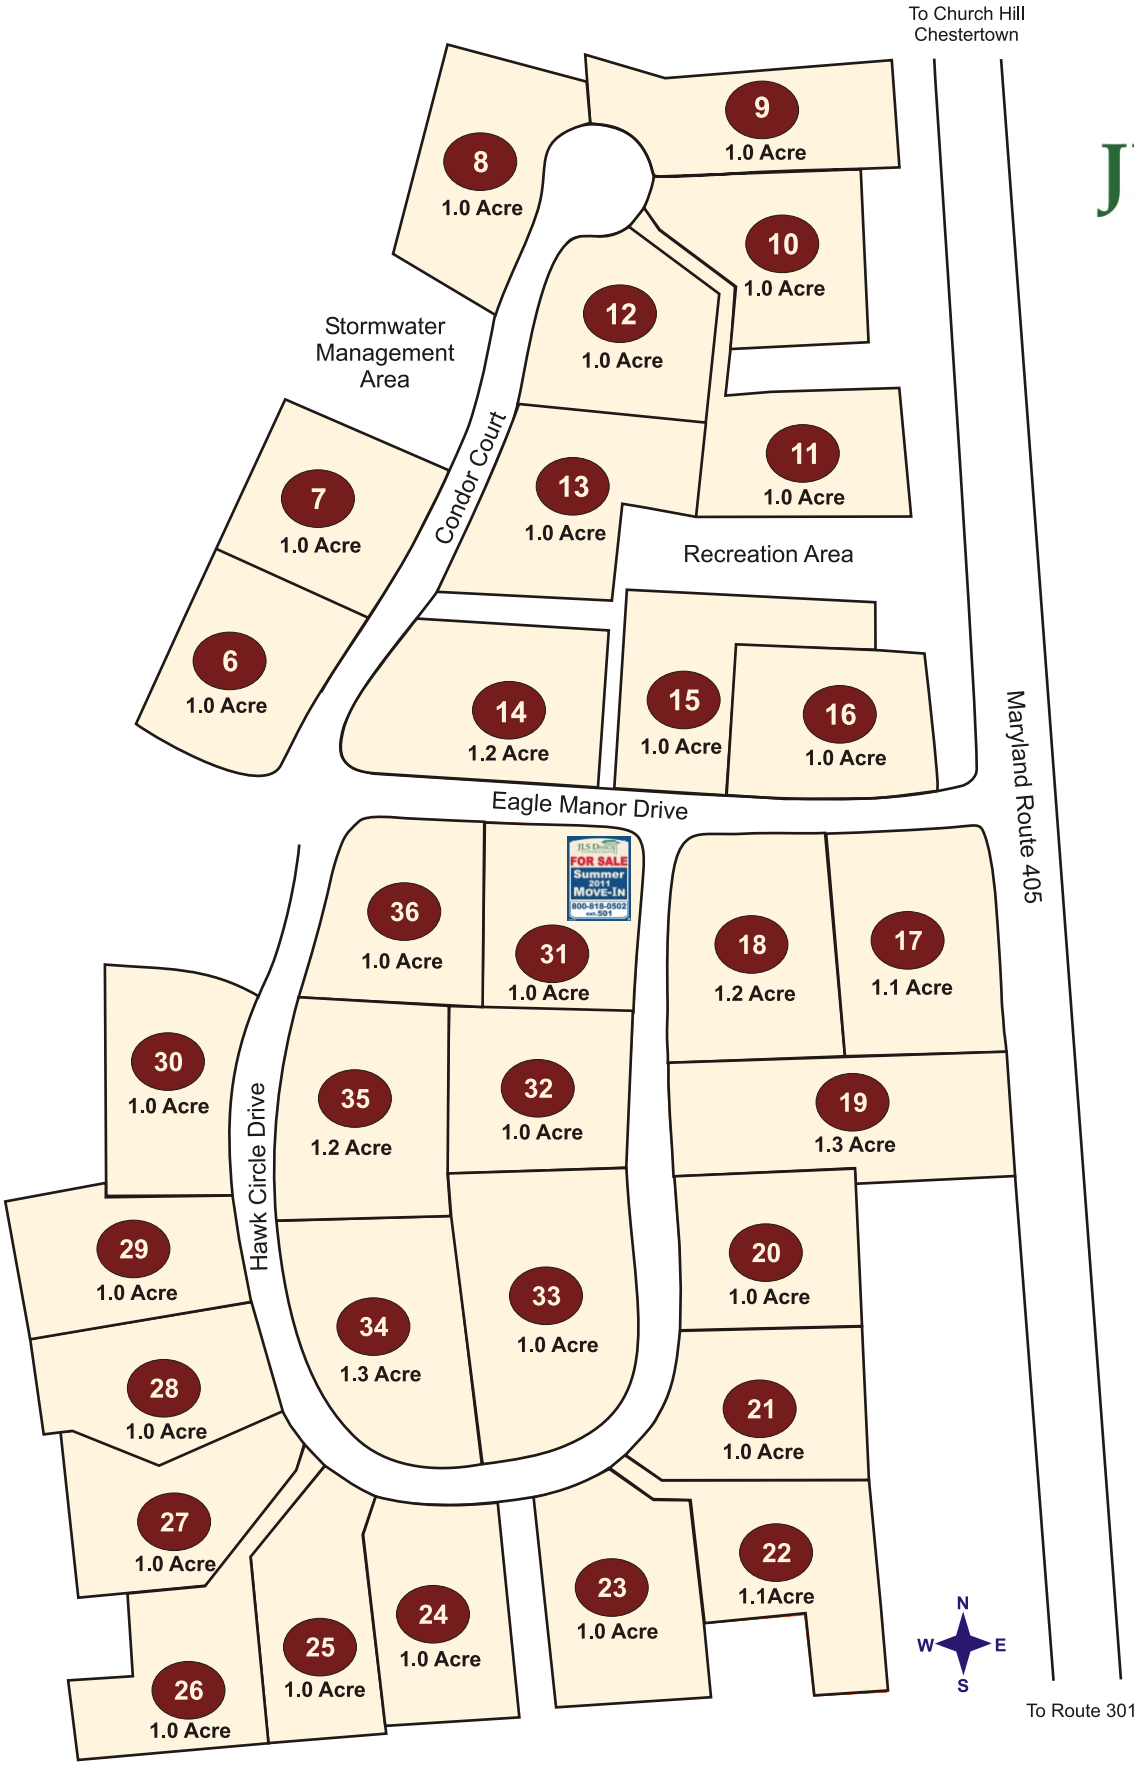 To Church Hill
Chestertown
9
1.0 Acre
8
1.0 Acre
J
10
1.0 Acre
12
1.0 Acre
Stormwater
Management
Area
Condor Court
11
1.0 Acre
7
1.0 Acre
13
1.0 Acre
Recreation Area
6
1.0 Acre
14
1.2 Acre
15
1.0 Acre
16
1.0 Acre
Maryland Route 405
Eagle Manor Drive
JLS Design
FOR SALE
Summer
2011
MOVE-IN
800-818-0502
ext.501
36
1.0 Acre
31
1.0 Acre
18
1.2 Acre
17
1.1 Acre
30
1.0 Acre
35
1.2 Acre
32
1.0 Acre
19
1.3 Acre
Hawk Circle Drive
29
1.0 Acre
20
1.0 Acre
34
1.3 Acre
33
1.0 Acre
28
1.0 Acre
21
1.0 Acre
27
1.0 Acre
22
1.1Acre
23
1.0 Acre
24
1.0 Acre
25
1.0 Acre
26
1.0 Acre
N
W E
S
To Route 301